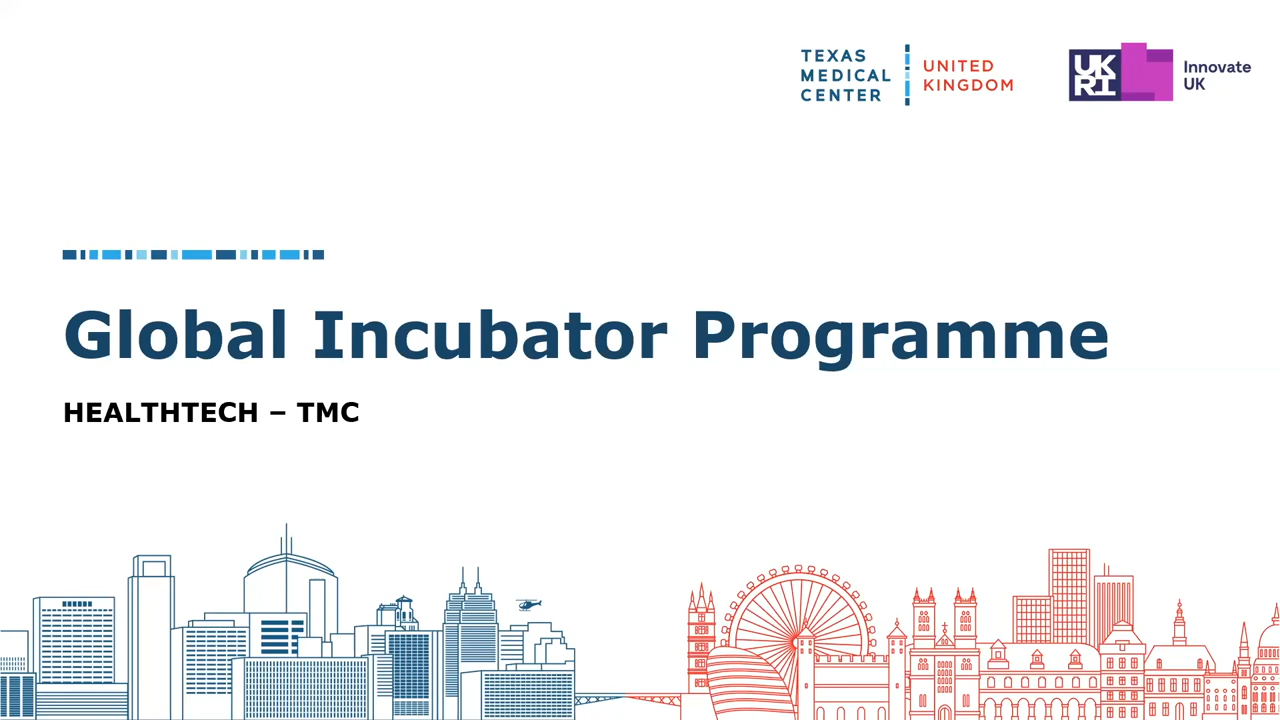 TEXAS
MEDICAL
CENTER
UNITED
KINGDOM
UK
RI
Innovate
UK
Global Incubator Programme
HEALTHTECH – TMC